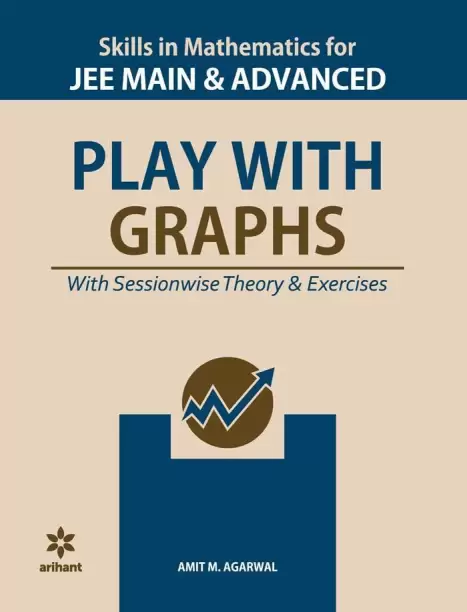 Skills in Mathematics for
JEE MAIN & ADVANCED
PLAY WITH
GRAPHS
With Sessionwise Theory & Exercises
arihant
AMIT M. AGARWAL